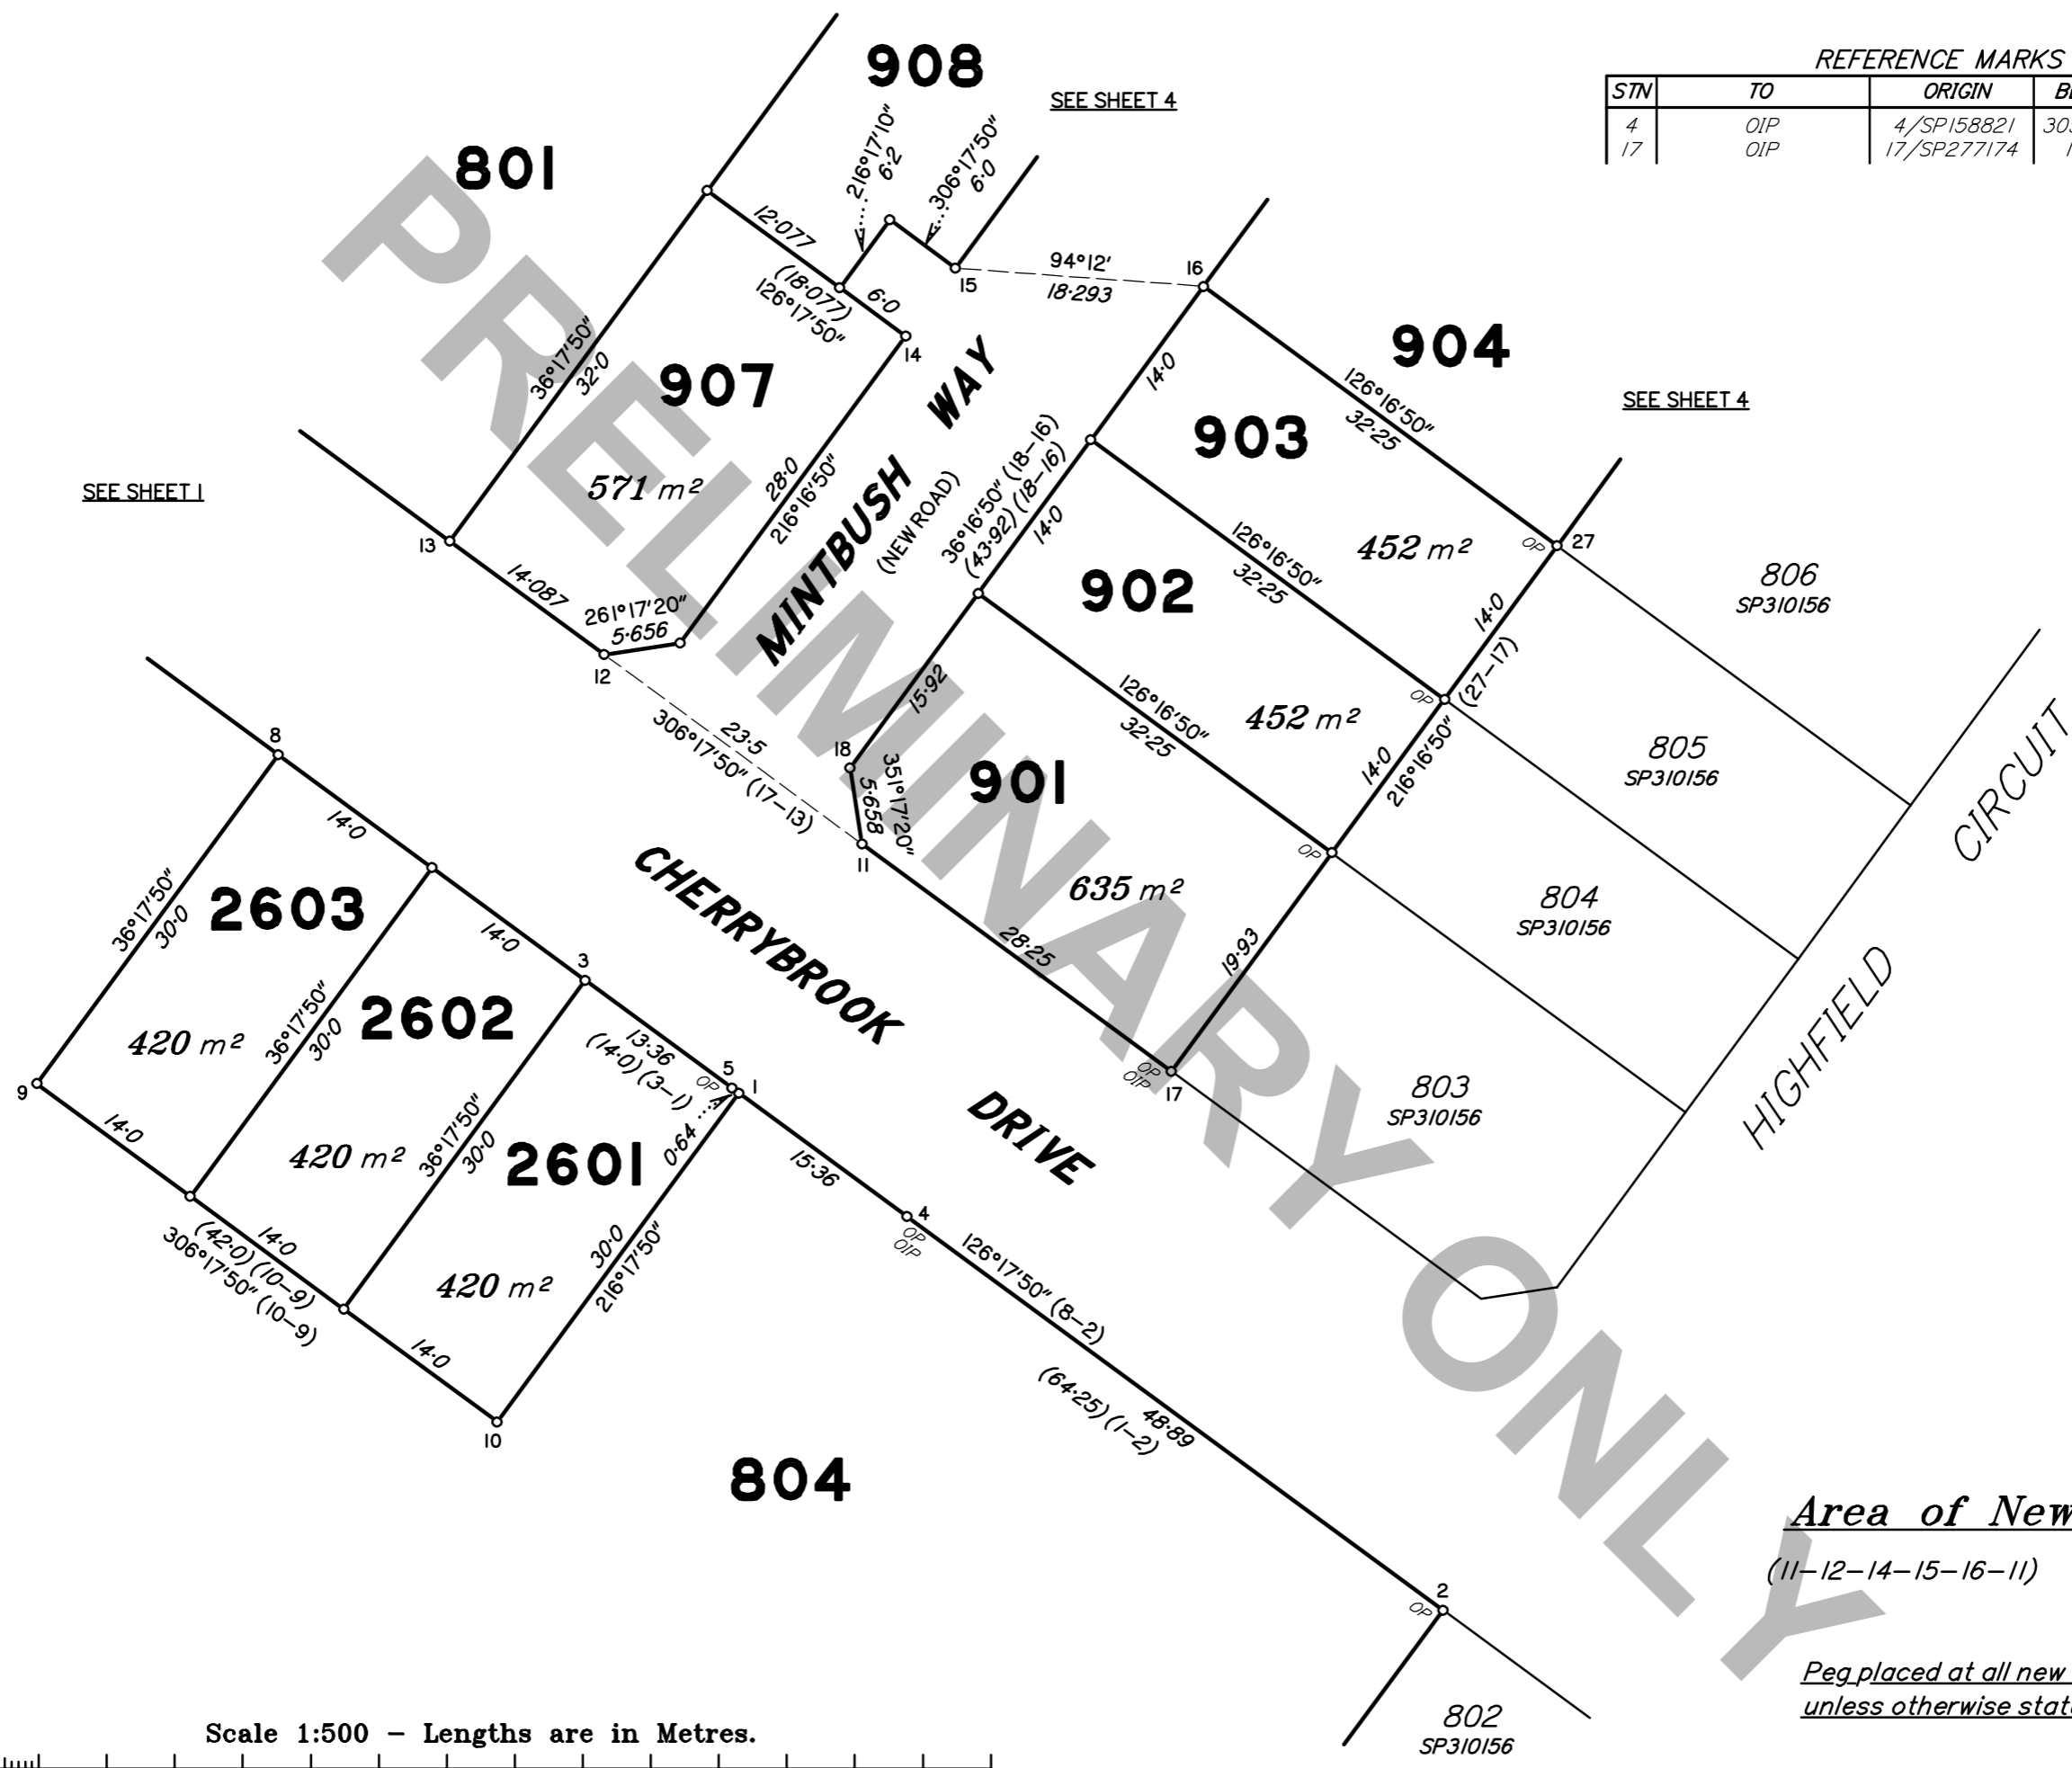 REFERENCE MARKS
STN TO ORIGIN
4 OIP 4/SP158821
17 OIP 17/SP277174
908
SEE SHEET 4
801
216°17'10"
6·2
306°17'50"
6·0
12·077
(18·077)
126°17'50"
6·0
15
94°12'
18·293
16
14
36°17'50"
32·0
907
571 m²
28·0
216°16'50"
MINTBUSH WAY
(NEW ROAD)
36°16'50" (18-16)
(43·92) (18-16)
14·0
14·0
904
SEE SHEET 4
126°16'50"
32·25
903
452 m²
OP
27
806
SP310156
SEE SHEET 1
13
14·087
261°17'20"
5·656
12
902
126°16'50"
32·25
452 m²
14·0
(27-17)
OP
14·0
216°16'50"
805
SP310156
15·92
126°16'50"
32·25
23·5
306°17'50" (17-13)
18
351°17'20"
5·658
11
901
635 m²
OP
28·25
19·93
804
SP310156
CIRCUIT
HIGHFIELD
8
14·0
36°17'50"
30·0
2603
420 m²
14·0
CHERRYBROOK
DRIVE
3
36°17'50"
30·0
2602
420 m²
13·36
(14·0) (3-1)
5
OP
1
0·64
OP
OIP
17
803
SP310156
9
14·0
36°17'50"
30·0
2601
420 m²
15·36
4
OP
OIP
14·0
(42·0) (10-9)
306°17'50" (10-9)
30·0
216°17'50"
14·0
10
126°17'50" (8-2)
48·89
(64·25) (1-2)
804
2
OP
802
SP310156
Area of New
(11-12-14-15-16-11)
Peg placed at all new
unless otherwise
Scale 1:500 - Lengths are in Metres.
PRELIMINARY ONLY